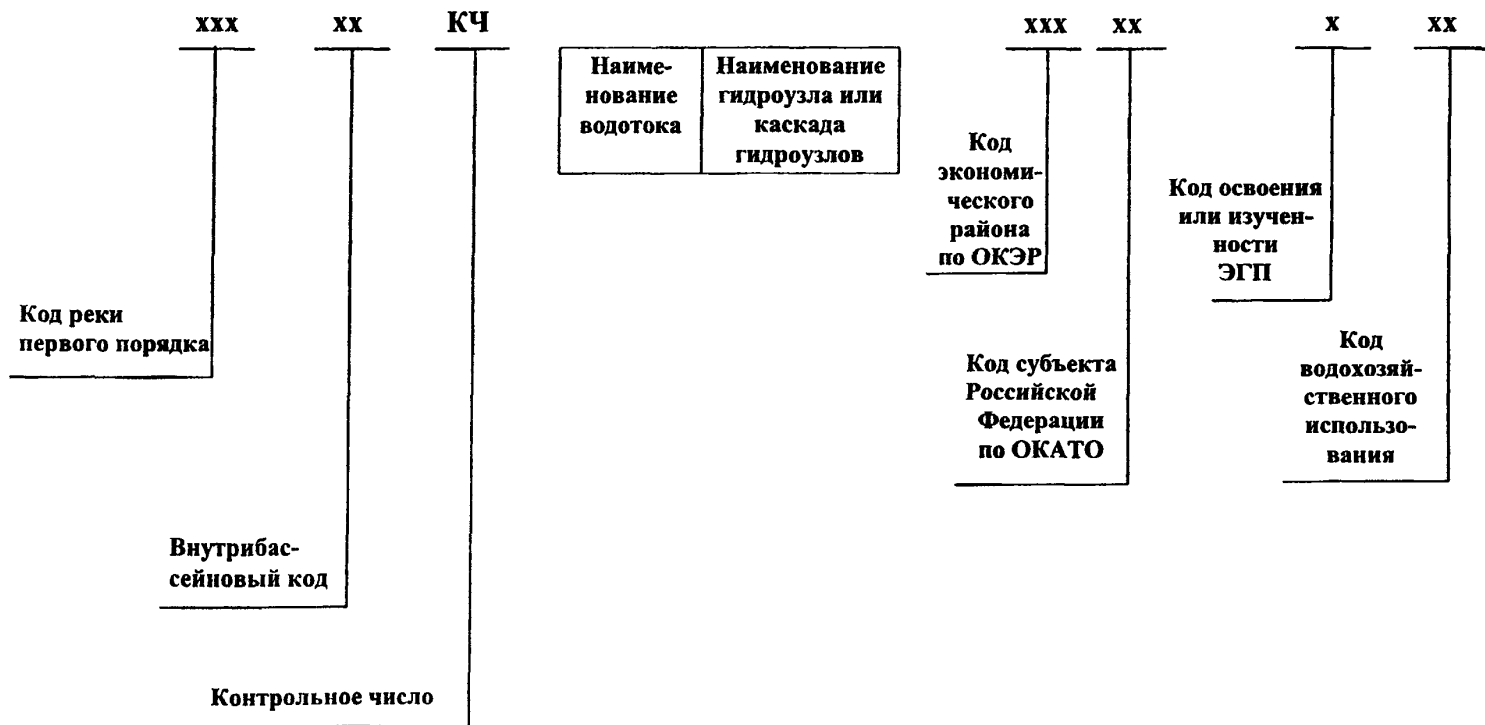 xxx xx КЧ xxx xx x xx
Наиме-
нование
водотока
Наименование
гидроузла или
каскада
гидроузлов
Код
экономи-
ческого
района
по ОКЭР
Код освоения
или изучен-
ности
ЭГП
Код реки
первого порядка
Код субъекта
Российской
Федерации
по ОКАТО
Код
водохозяй-
ственного
использо-
вания
Внутрибас-
сейновый код
Контрольное число